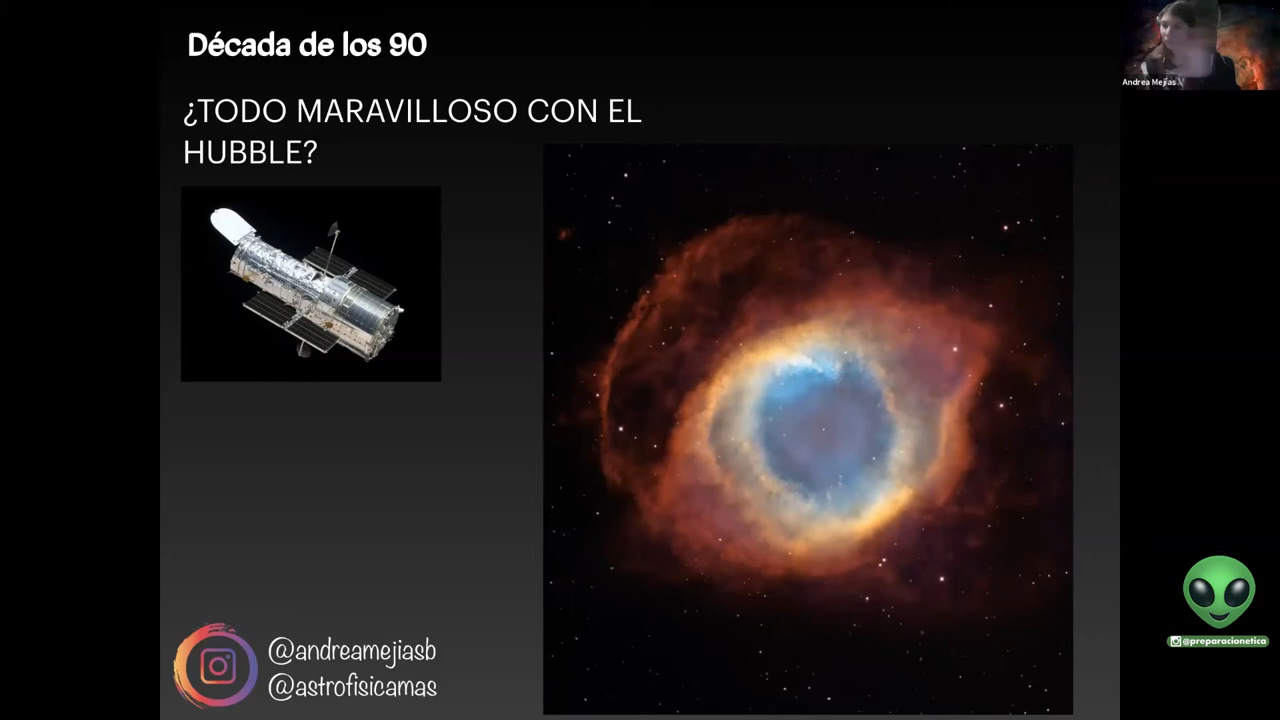 Década de los 90
¿TODO MARAVILLOSO CON EL
HUBBLE?
Andrea Mejías
@andreamejiasb
@astrofisicamas
@preparacionetica